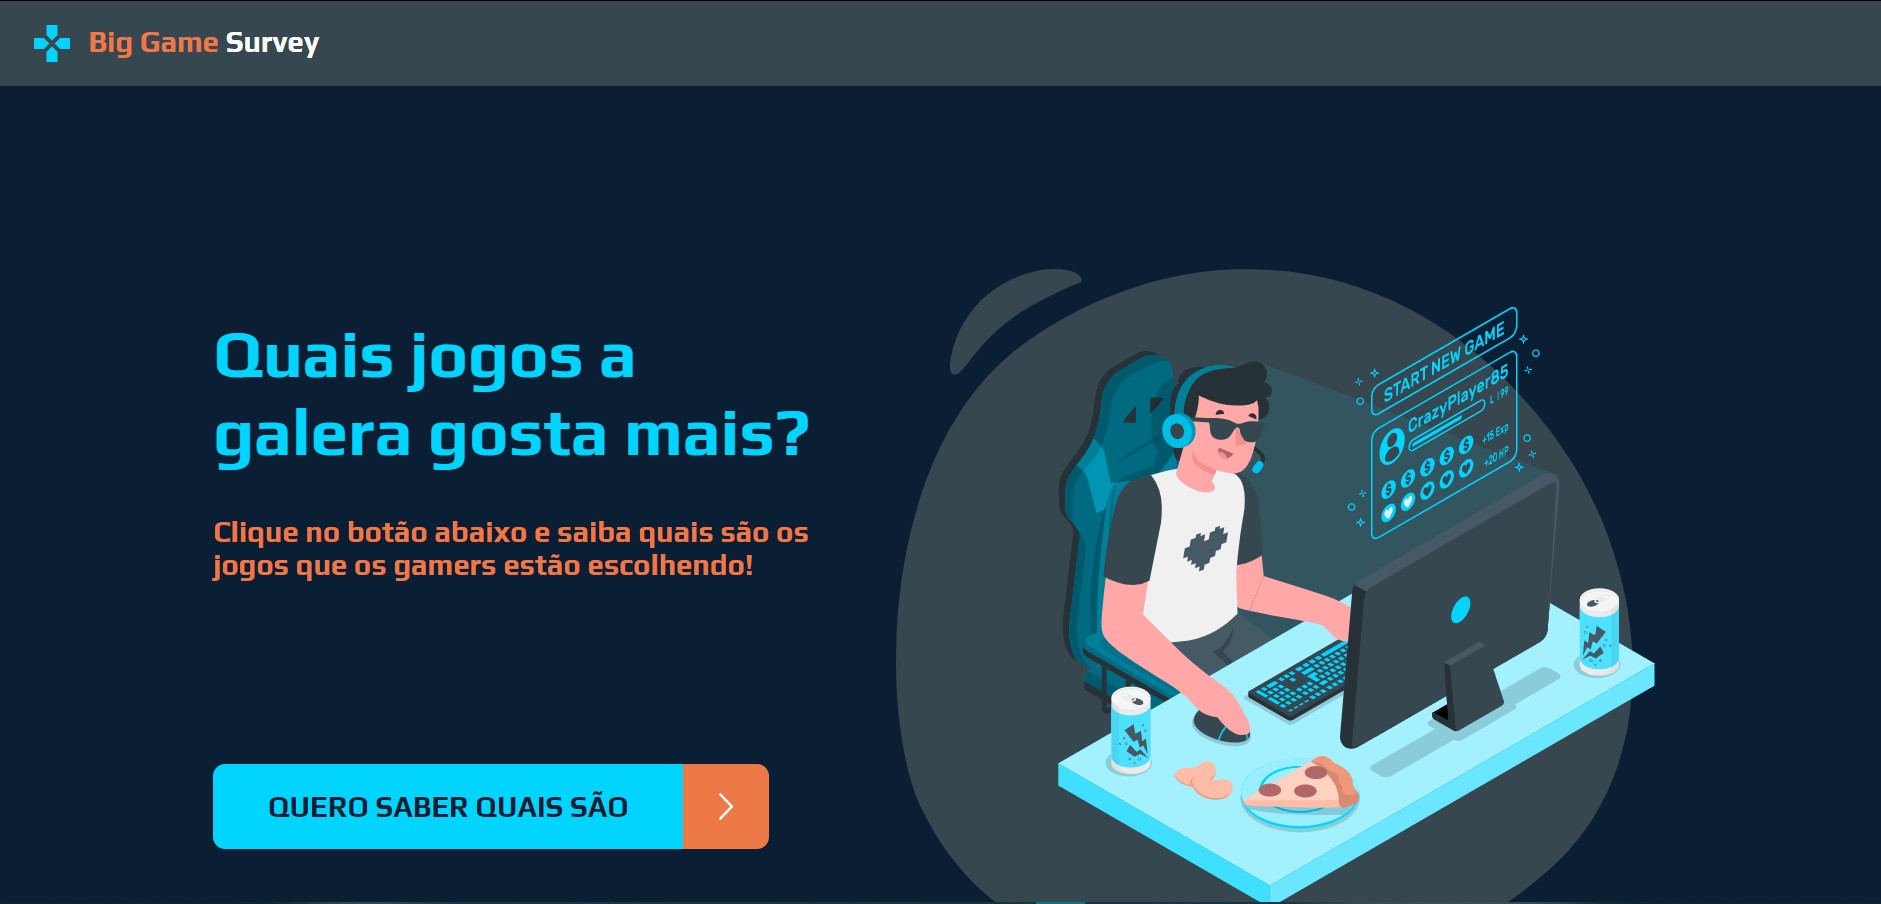 Big Game Survey
Quais jogos a
galera gosta mais?
Clique no botão abaixo e saiba quais são os
jogos que os gamers estão escolhendo!
QUERO SABER QUAIS SÃO
START NEW GAME
CrazyPlayer85
+15 Exp
+20 HP